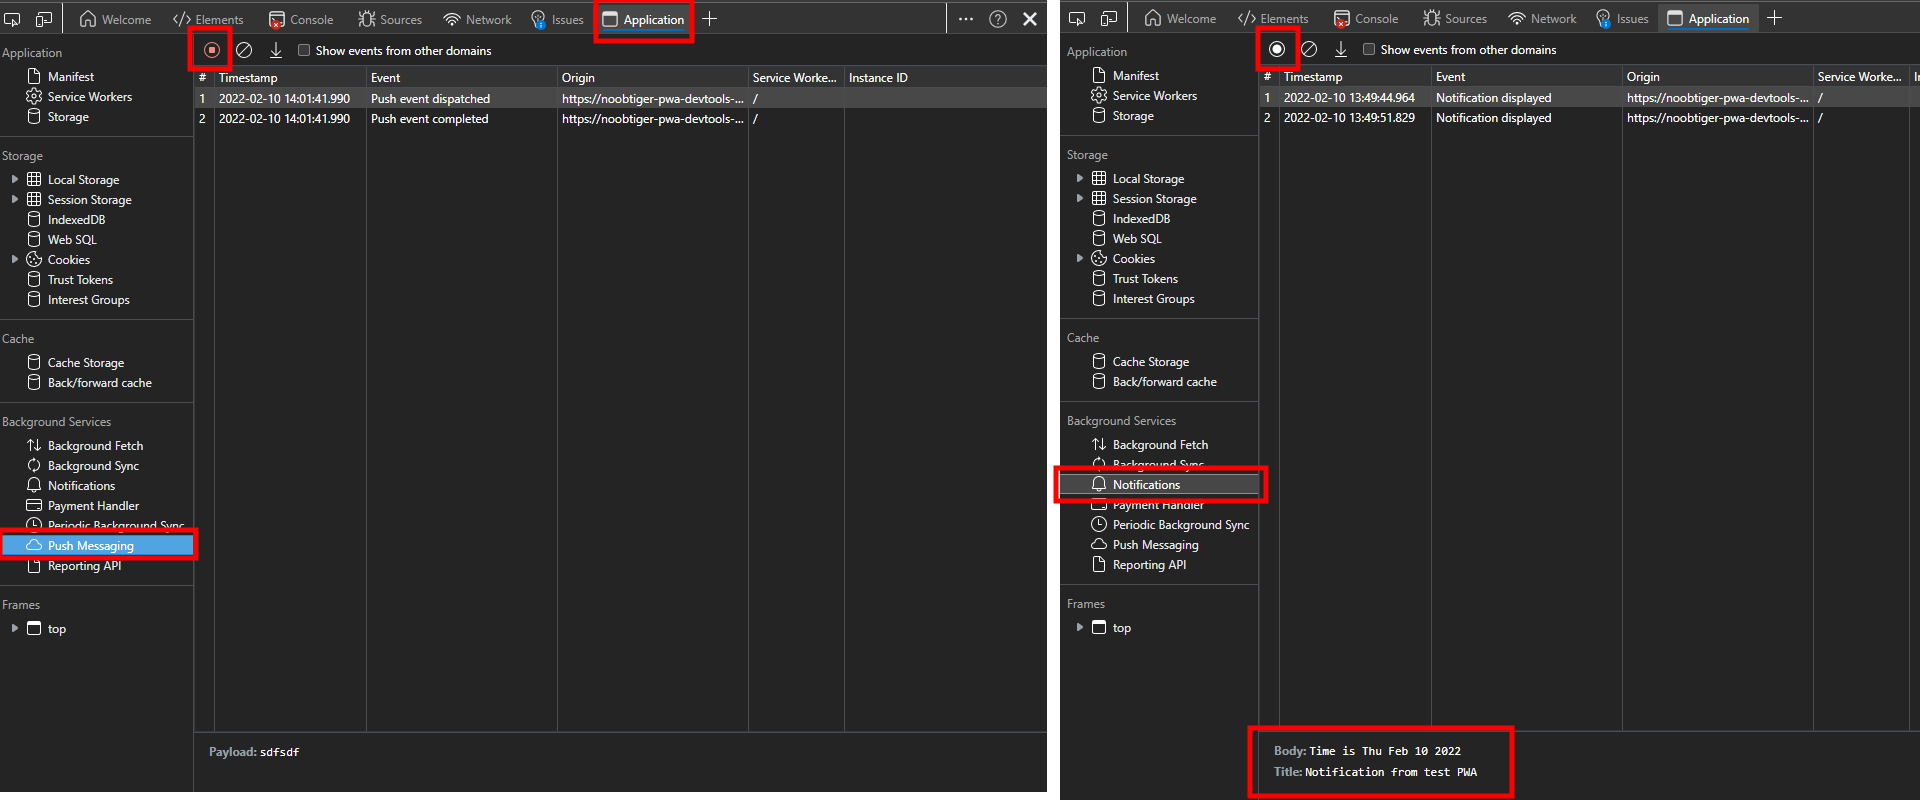 Welcome Elements Console Sources Network Issues Application
Application
Manifest
Service Workers
Storage
Storage
Local Storage
Session Storage
IndexedDB
Web SQL
Cookies
Trust Tokens
Interest Groups
Cache
Cache Storage
Back/forward cache
Background Services
Background Fetch
Background Sync
Notifications
Payment Handler
Periodic Background Sync
Push Messaging
Reporting API
Frames
top
Show events from other domains
# Timestamp Event Origin Service Worke... Instance ID
1 2022-02-10 14:01:41.990 Push event dispatched https://noobtiger-pwa-devtools-... /
2 2022-02-10 14:01:41.990 Push event completed https://noobtiger-pwa-devtools-... /
Payload: sdfsdf
Welcome Elements Console Sources Network Issues Application
Application
Manifest
Service Workers
Storage
Storage
Local Storage
Session Storage
IndexedDB
Web SQL
Cookies
Trust Tokens
Interest Groups
Cache
Cache Storage
Back/forward cache
Background Services
Background Fetch
Background Sync
Notifications
Payment Handler
Periodic Background Sync
Push Messaging
Reporting API
Frames
top
Show events from other domains
# Timestamp Event Origin Service Worke... In
1 2022-02-10 13:49:44.964 Notification displayed https://noobtiger-pwa-devtools-... /
2 2022-02-10 13:49:51.829 Notification displayed https://noobtiger-pwa-devtools-... /
Body: Time is Thu Feb 10 2022
Title: Notification from test PWA